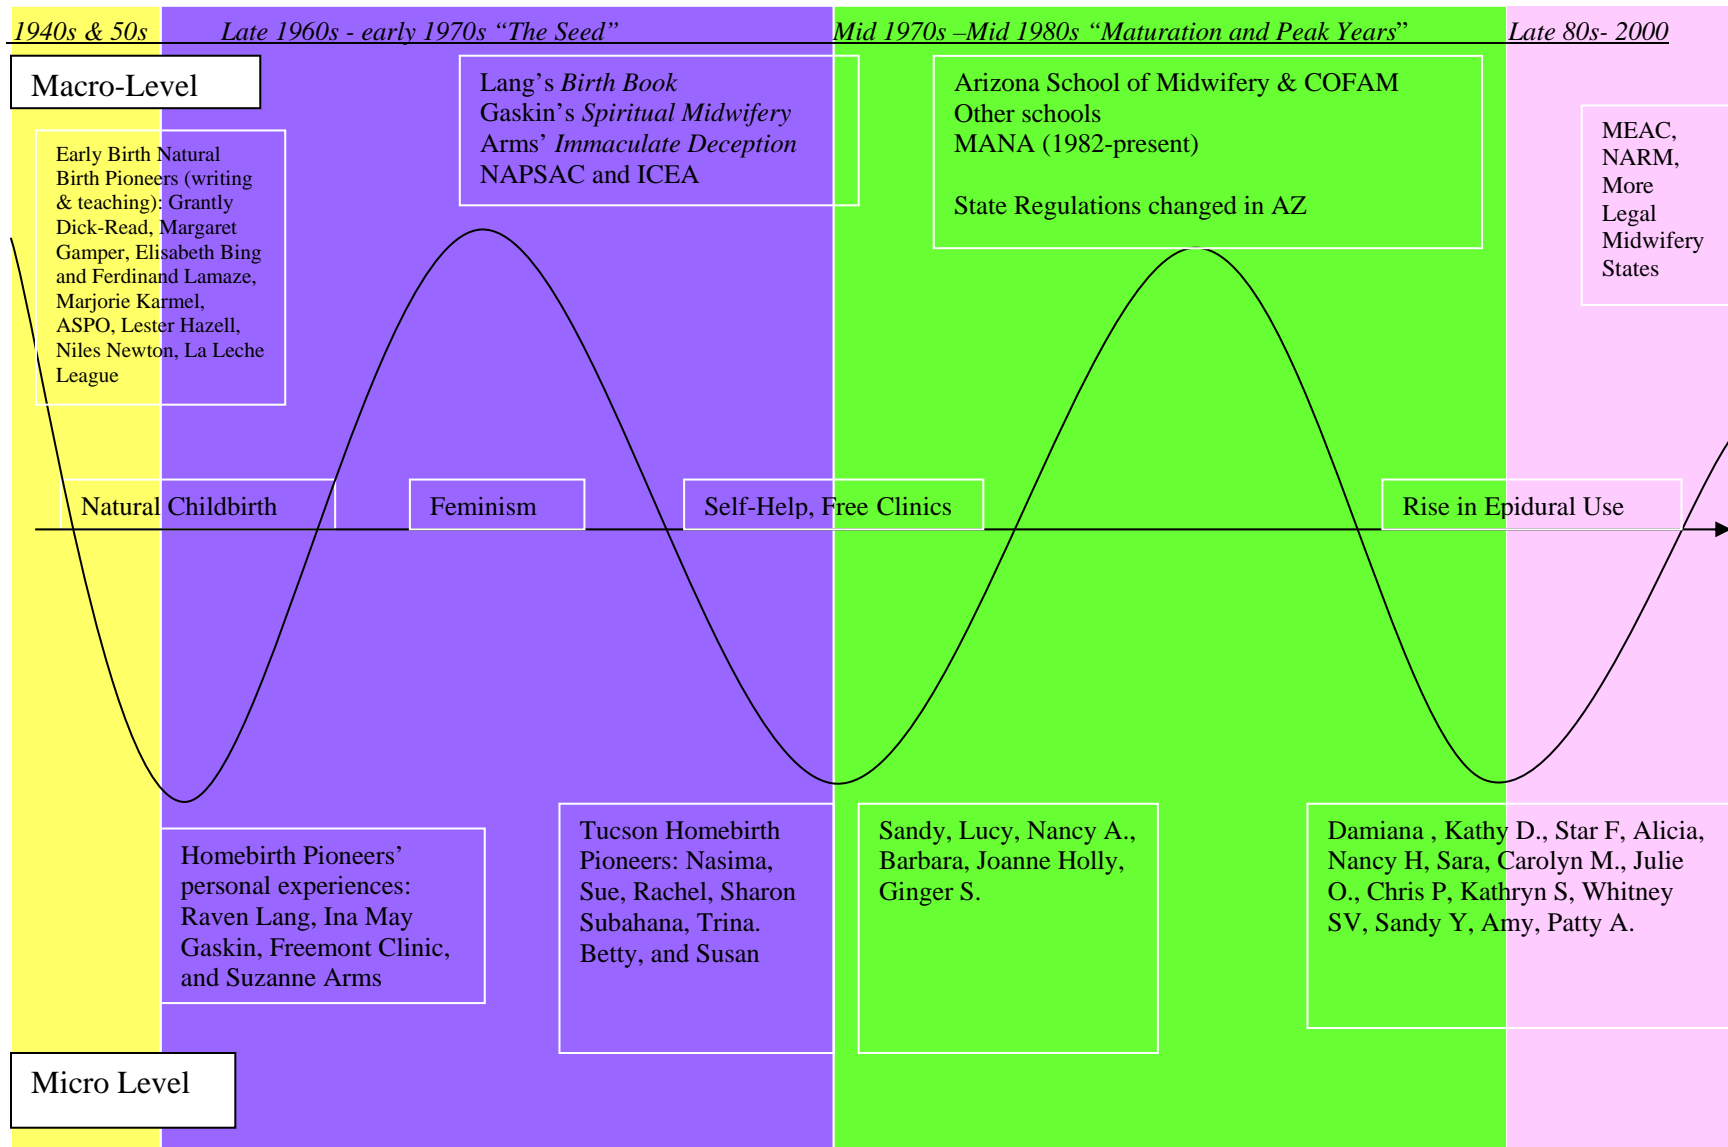 1940s & 50s
Late 1960s - early 1970s “The Seed”
Mid 1970s –Mid 1980s “Maturation and Peak Years”
Late 80s- 2000
Macro-Level
Early Birth Natural
Birth Pioneers (writing
& teaching): Grantly
Dick-Read, Margaret
Gamper, Elisabeth Bing
and Ferdinand Lamaze,
Marjorie Karmel,
ASPO, Lester Hazell,
Niles Newton, La Leche
League
Lang’s Birth Book
Gaskin’s Spiritual Midwifery
Arms’ Immaculate Deception
NAPSAC and ICEA
Arizona School of Midwifery & COFAM
Other schools
MANA (1982-present)
State Regulations changed in AZ
MEAC,
NARM,
More
Legal
Midwifery
States
Natural Childbirth
Feminism
Self-Help, Free Clinics
Rise in Epidural Use
Homebirth Pioneers’
personal experiences:
Raven Lang, Ina May
Gaskin, Freemont Clinic,
and Suzanne Arms
Tucson Homebirth
Pioneers: Nasima,
Sue, Rachel, Sharon
Subahana, Trina.
Betty, and Susan
Sandy, Lucy, Nancy A.,
Barbara, Joanne Holly,
Ginger S.
Damiana , Kathy D., Star F, Alicia,
Nancy H, Sara, Carolyn M., Julie
O., Chris P, Kathryn S, Whitney
SV, Sandy Y, Amy, Patty A.
Micro Level